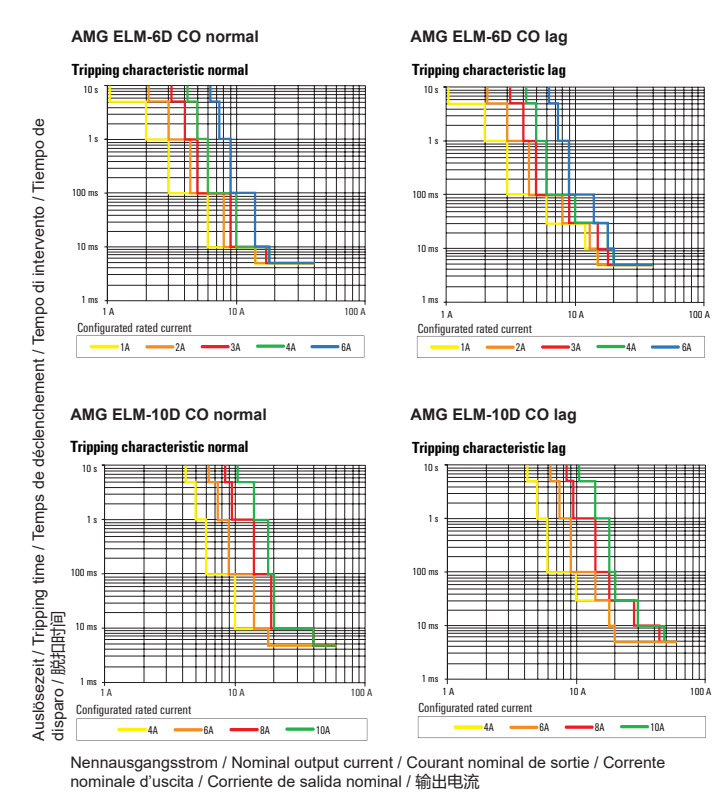 AMG ELM-6D CO normal
Tripping characteristic normal
10 s
1 s
100 ms
10 ms
1 ms
1 A
10 A
100 A
Configurated rated current
1A 2A 3A 4A 6A
AMG ELM-6D CO lag
Tripping characteristic lag
10 s
1 s
100 ms
10 ms
1 ms
1 A
10 A
100 A
Configurated rated current
1A 2A 3A 4A 6A
AMG ELM-10D CO normal
Tripping characteristic normal
10 s
1 s
100 ms
10 ms
1 ms
1 A
10 A
100 A
Configurated rated current
4A 6A 8A 10A
AMG ELM-10D CO lag
Tripping characteristic lag
10 s
1 s
100 ms
10 ms
1 ms
1 A
10 A
100 A
Configurated rated current
4A 6A 8A 10A
Auslösezeit / Tripping time / Temps de déclenchement / Tempo di intervento / Tiempo de
disparo / 脱扣时间
Nennausgangsstrom / Nominal output current / Courant nominal de sortie / Corrente
nominale d'uscita / Corriente de salida nominal / 输出电流